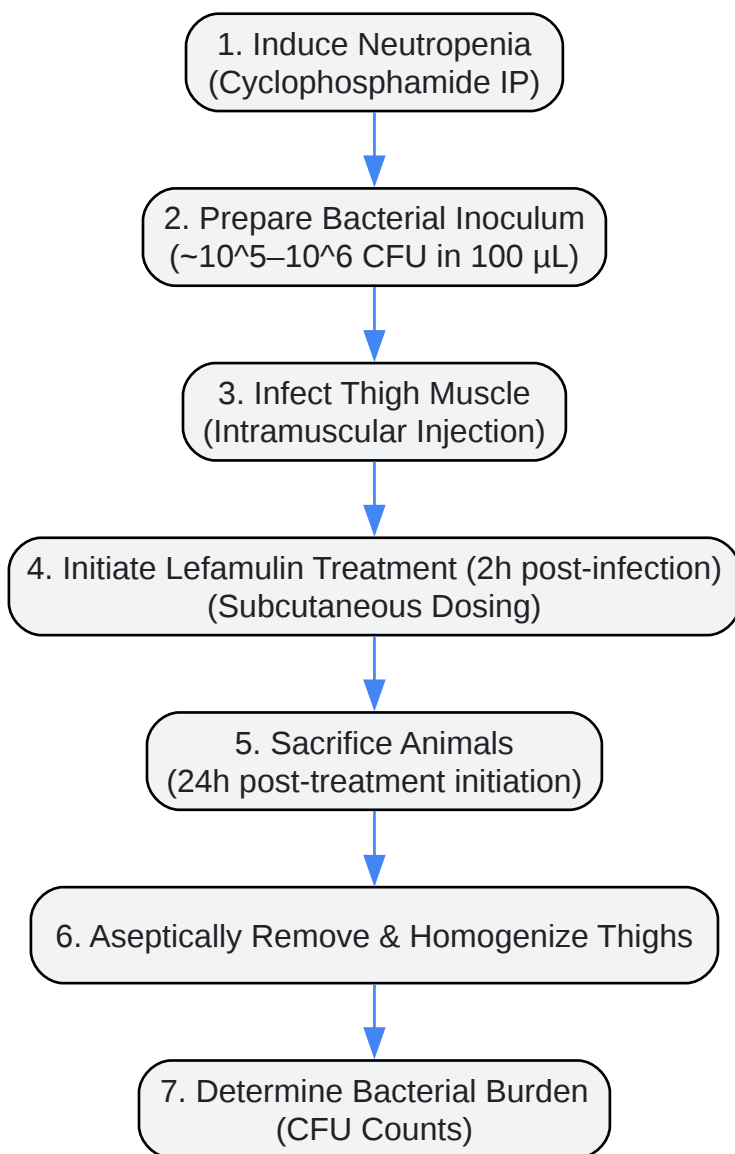 1. Induce Neutropenia
(Cyclophosphamide IP)
2. Prepare Bacterial Inoculum
(~10^5–10^6 CFU in 100 µL)
3. Infect Thigh Muscle
(Intramuscular Injection)
4. Initiate Lefamulin Treatment (2h post-infection)
(Subcutaneous Dosing)
5. Sacrifice Animals
(24h post-treatment initiation)
6. Aseptically Remove & Homogenize Thighs
7. Determine Bacterial Burden
(CFU Counts)